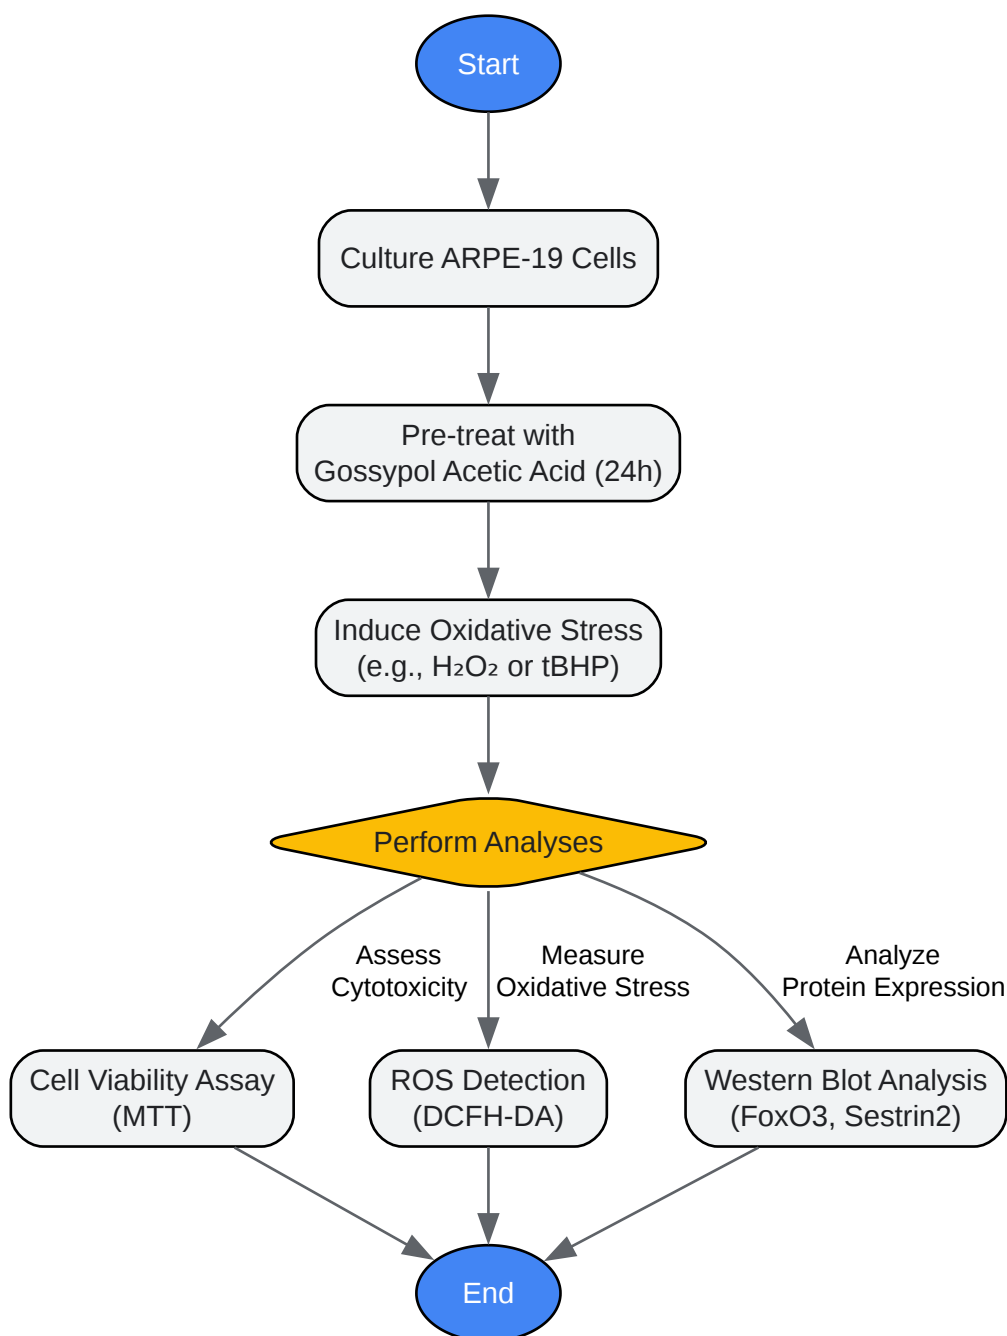 Start
Culture ARPE-19 Cells
Pre-treat with
Gossypol Acetic Acid (24h)
Induce Oxidative Stress
(e.g., H₂O₂ or tBHP)
Perform Analyses
Assess
Cytotoxicity
Measure
Oxidative Stress
Analyze
Protein Expression
Cell Viability Assay
(MTT)
ROS Detection
(DCFH-DA)
Western Blot Analysis
(FoxO3, Sestrin2)
End